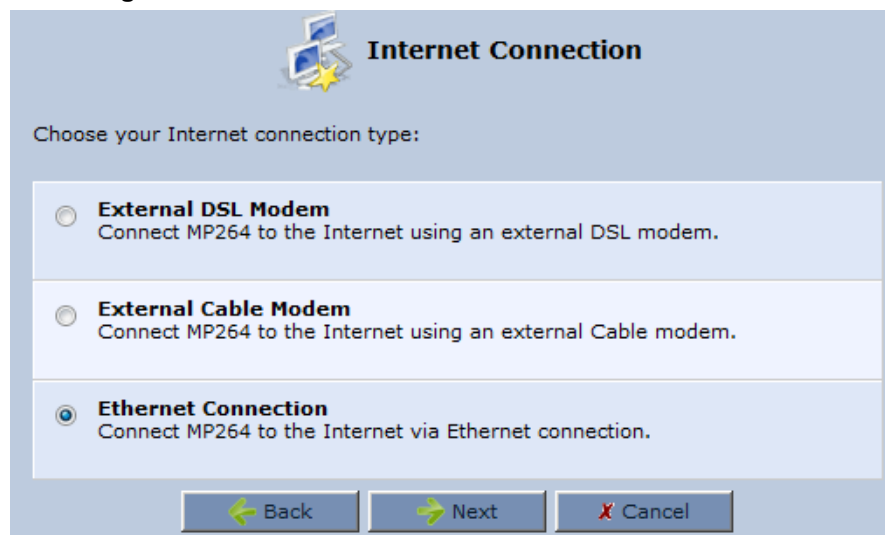 Internet Connection
Choose your Internet connection type:
External DSL Modem
Connect MP264 to the Internet using an external DSL modem.
External Cable Modem
Connect MP264 to the Internet using an external Cable modem.
Ethernet Connection
Connect MP264 to the Internet via Ethernet connection.
Back Next Cancel